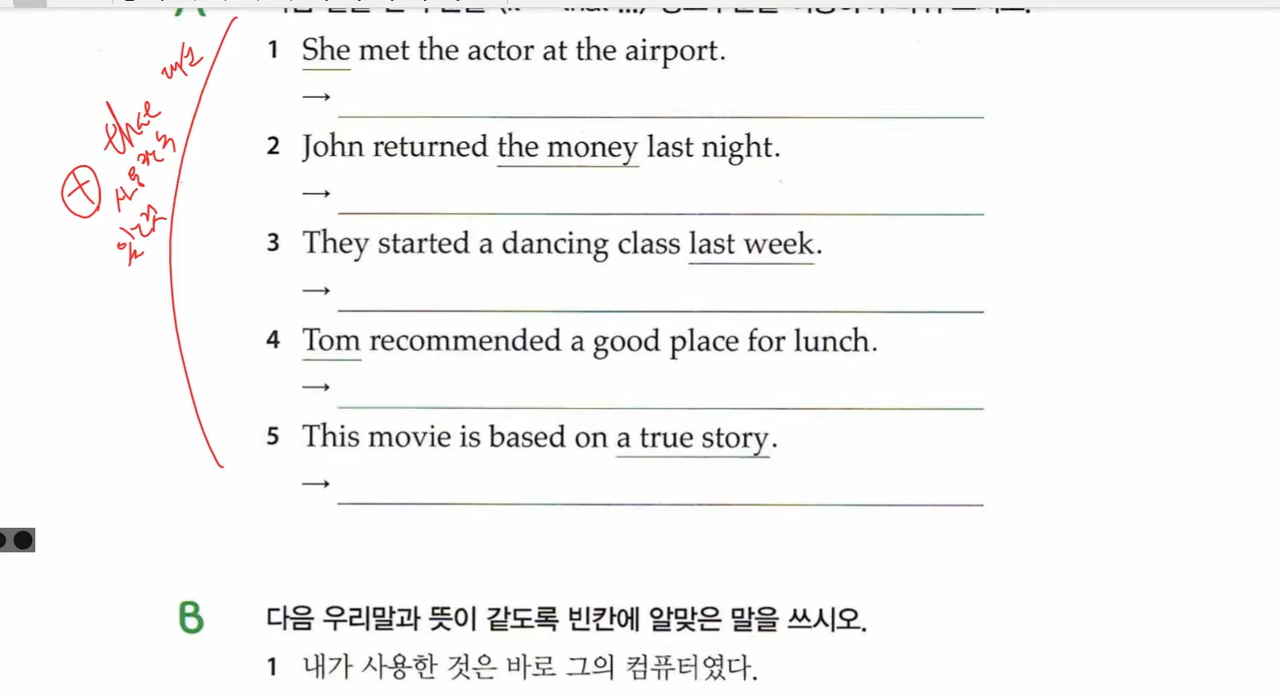 1 She met the actor at the airport.
→
2 John returned the money last night.
→
3 They started a dancing class last week.
→
4 Tom recommended a good place for lunch.
→
5 This movie is based on a true story.
→
that
B 다음 우리말과 뜻이 같도록 빈칸에 알맞은 말을 쓰시오.
1 내가 사용한 것은 바로 그의 컴퓨터였다.